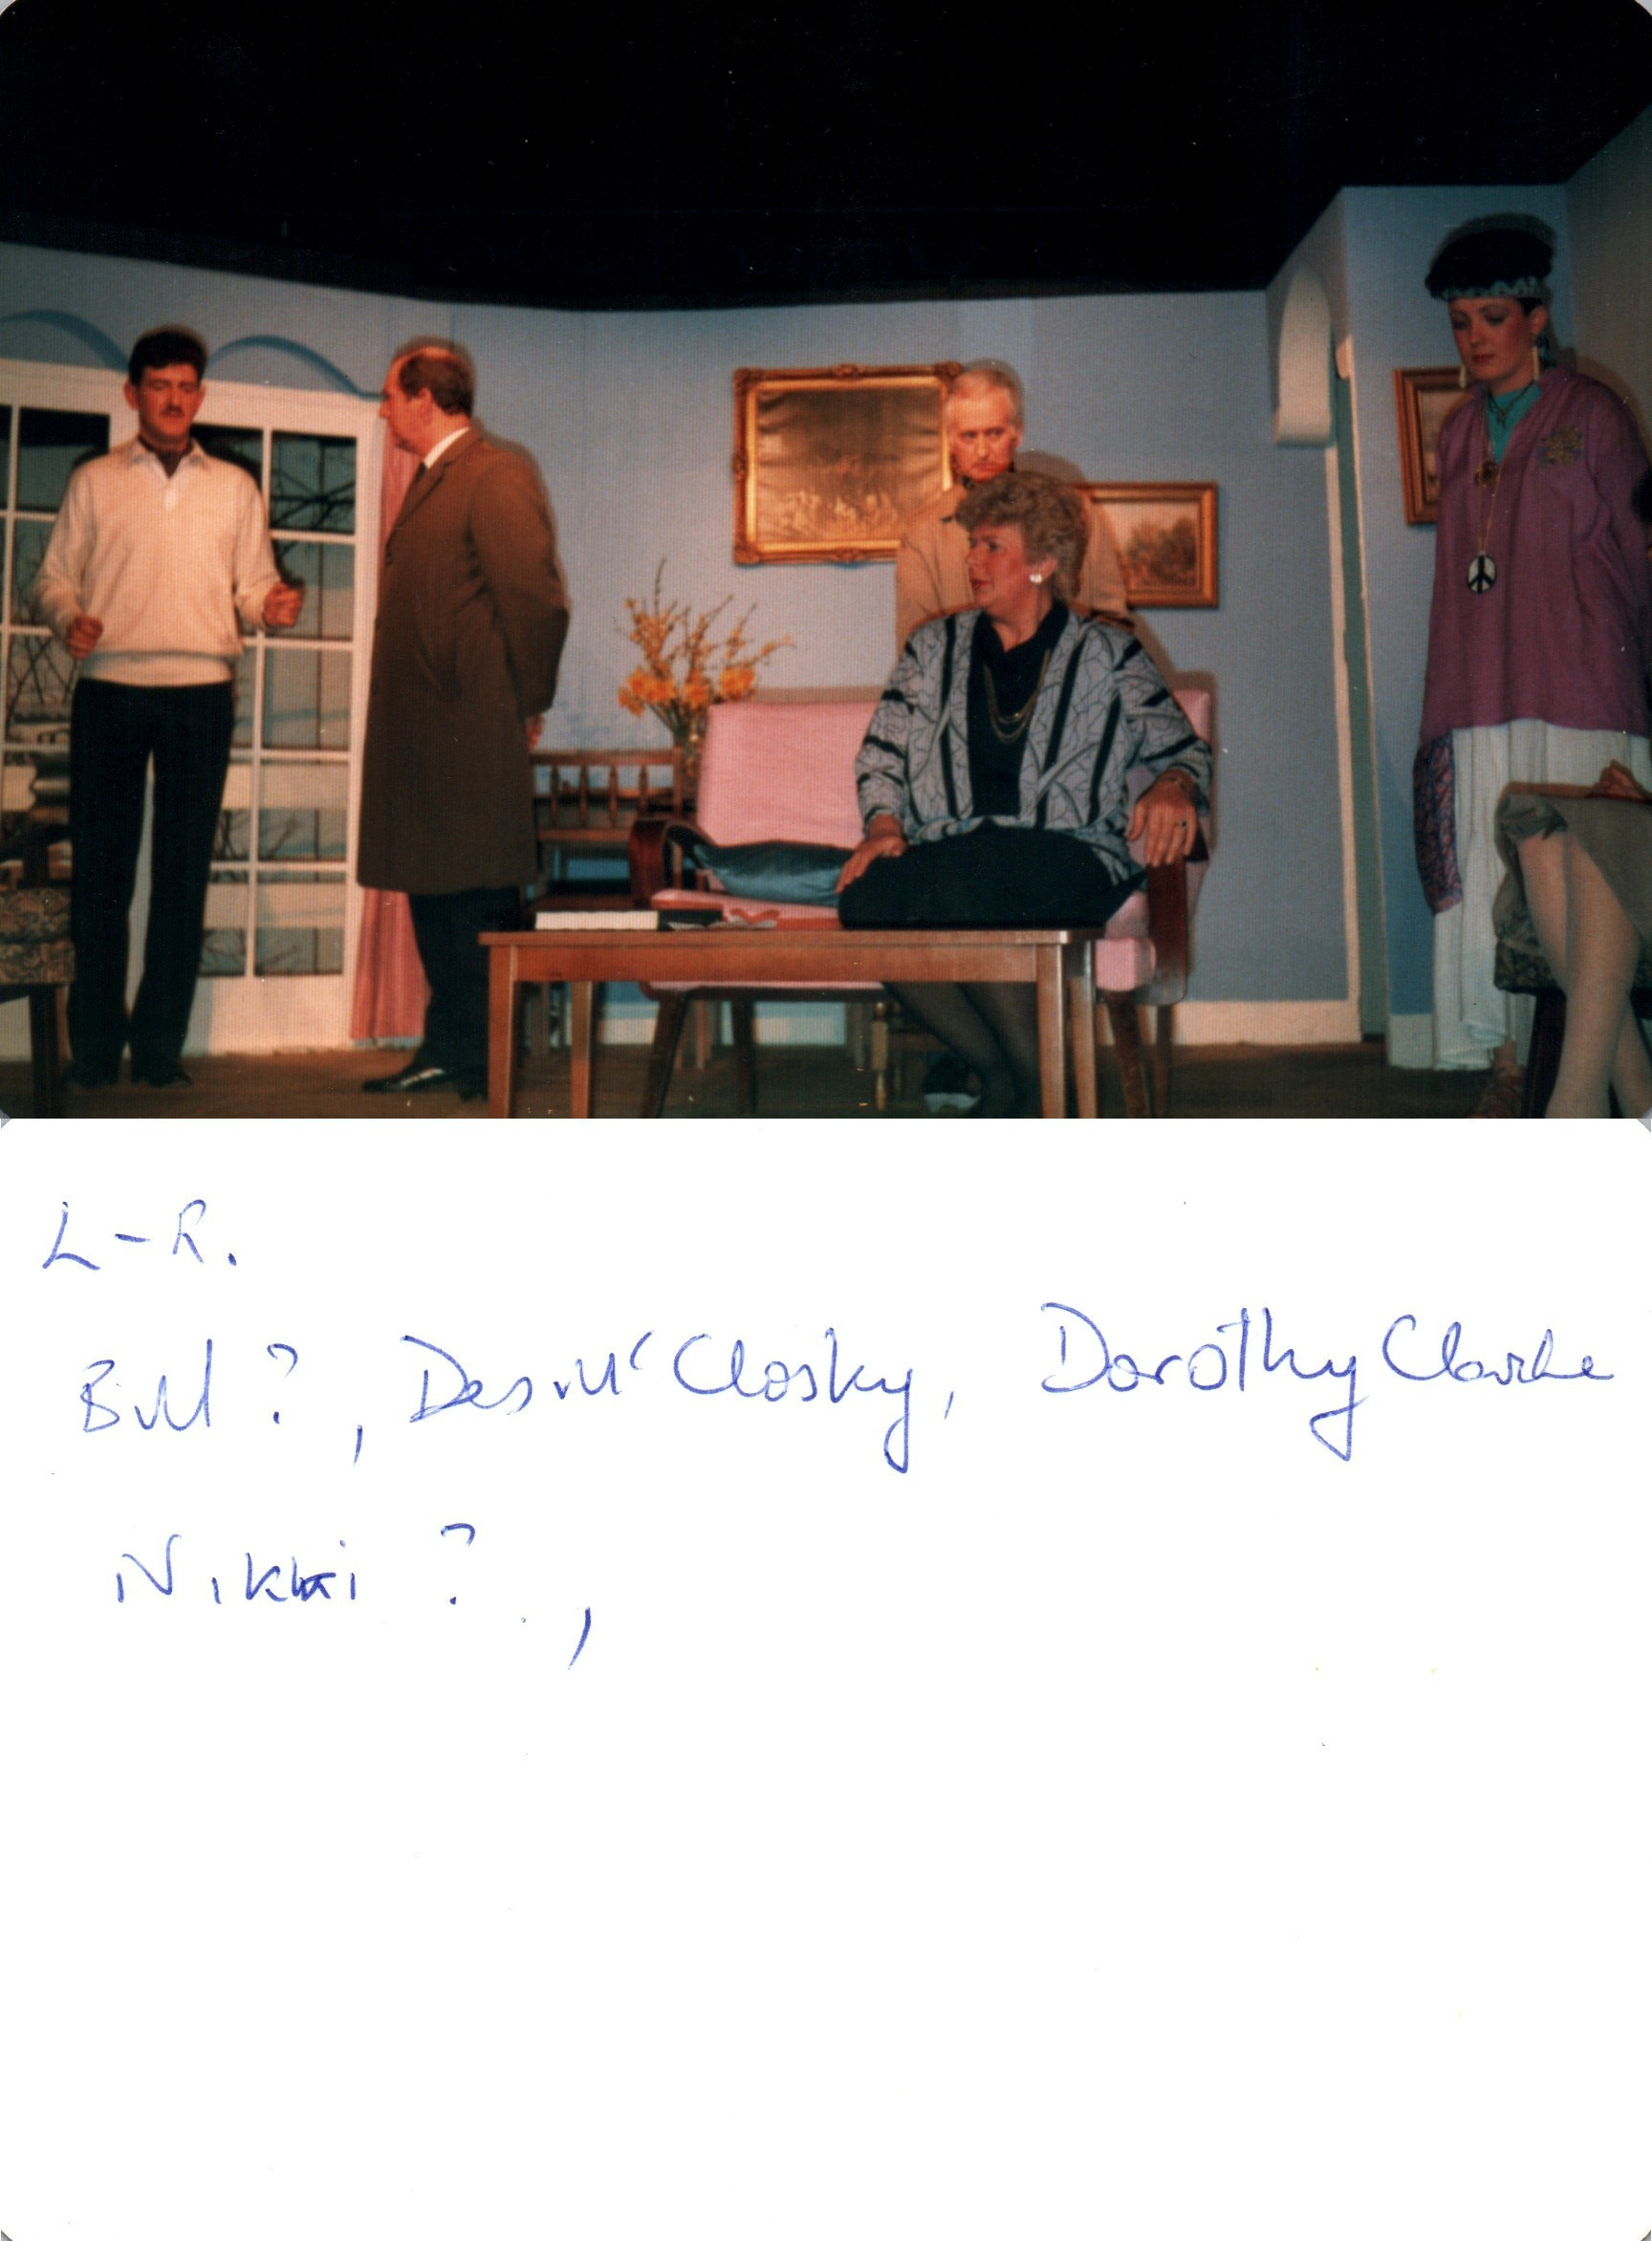 L-R.
Bill ?, Des McClosky, Dorothy Clarke
Nikki ?,